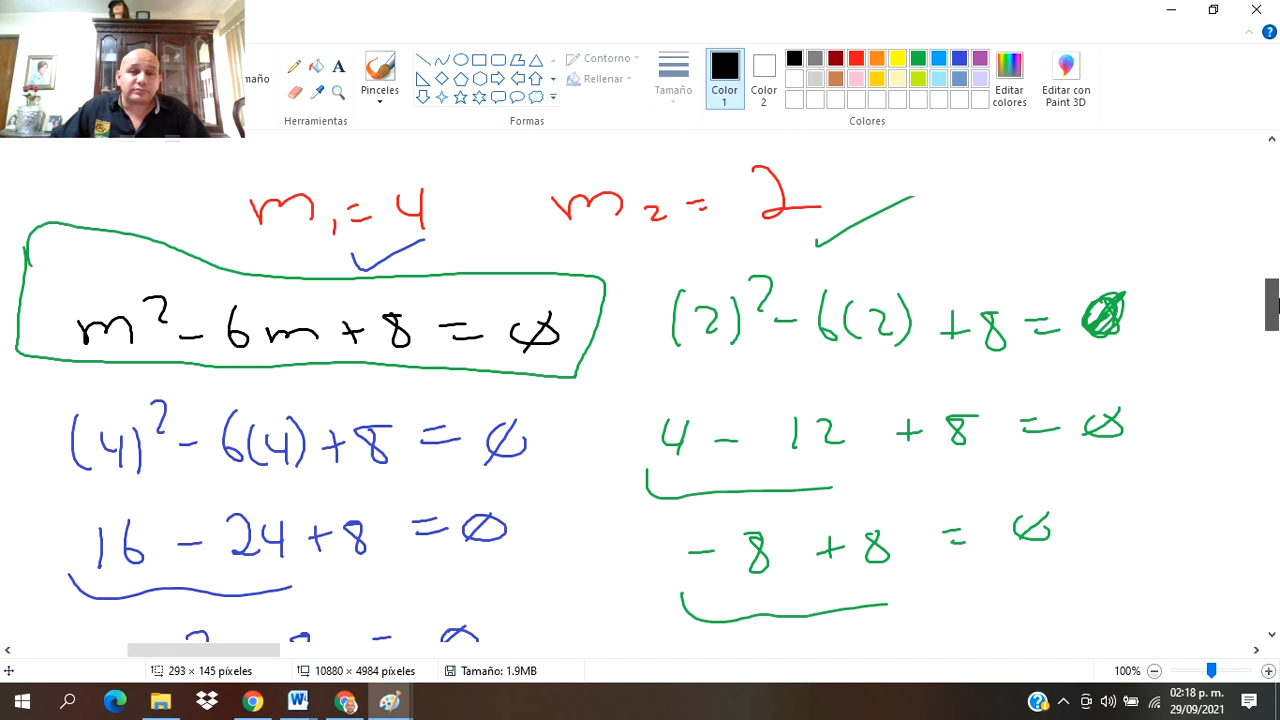 maño
Herramientas
Pinceles
Contorno
Rellenar
Formas
Tamaño
Color 1
Color 2
Editar colores
Editar con Paint 3D
Colores
m₁ = 4 m₂ = 2
m² - 6m + 8 = ∅
(4)² - 6(4) + 8 = ∅
16 - 24 + 8 = ∅
(2)² - 6(2) + 8 =
4 - 12 + 8 = ∅
- 8 + 8 = ∅
293 × 145 píxeles
10880 × 4984 píxeles
Tamaño: 1.9MB
100%
02:18 p. m.
29/09/2021